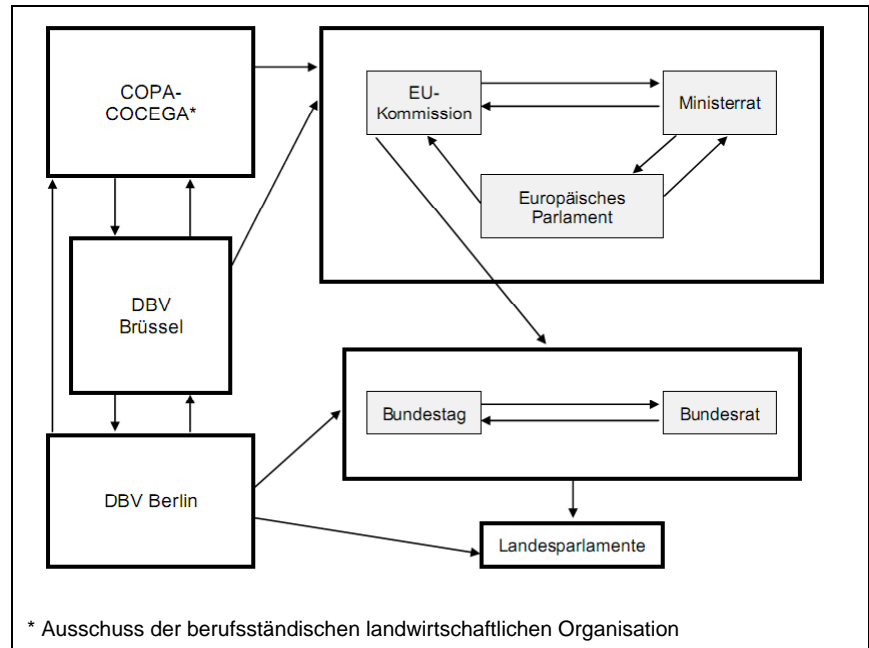 COPA-
COCEGA*
EU-
Kommission
Ministerrat
Europäisches
Parlament
DBV
Brüssel
Bundestag
Bundesrat
DBV Berlin
Landesparlamente
* Ausschuss der berufsständischen landwirtschaftlichen Organisation